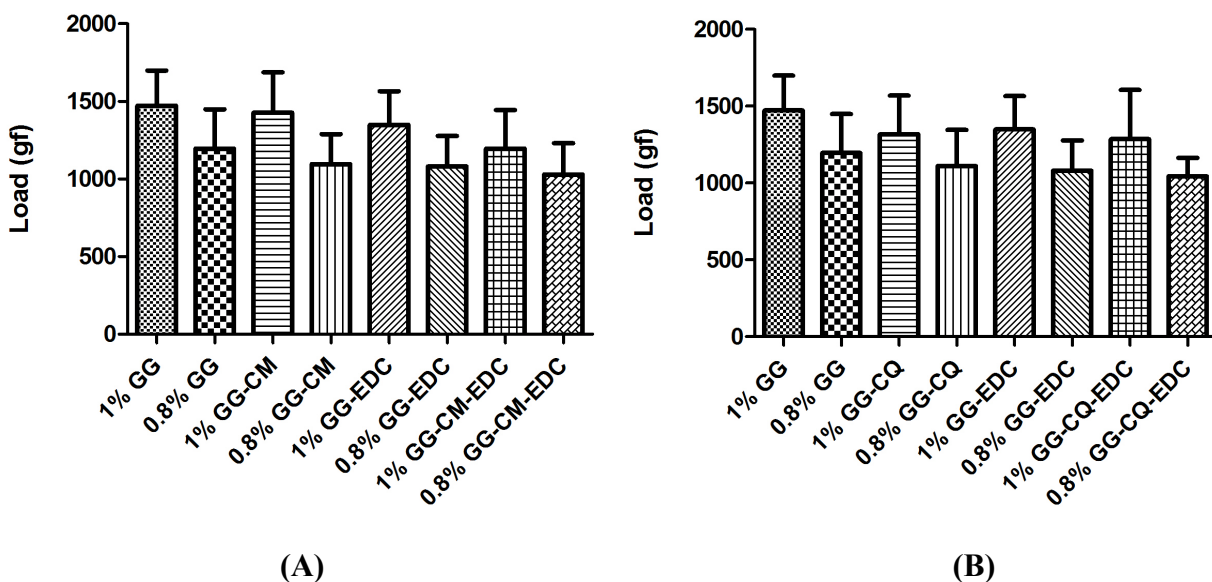 2000
1500
1000
500
0
Load (gf)
1% GG
0.8% GG
1% GG-CM
0.8% GG-CM
1% GG-EDC
0.8% GG-EDC
1% GG-CM-EDC
0.8% GG-CM-EDC
(A)
2000
1500
1000
500
0
Load (gf)
1% GG
0.8% GG
1% GG-CQ
0.8% GG-CQ
1% GG-EDC
0.8% GG-EDC
1% GG-CQ-EDC
0.8% GG-CQ-EDC
(B)